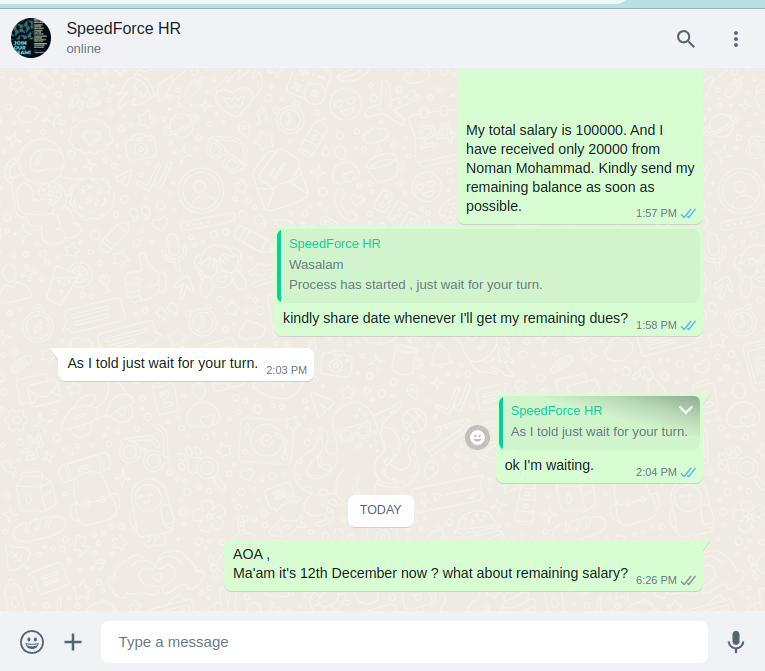 SpeedForce HR
online
My total salary is 100000. And I
have received only 20000 from
Noman Mohammad. Kindly send my
remaining balance as soon as
possible.
1:57 PM
SpeedForce HR
Wasalam
Process has started , just wait for your turn.
kindly share date whenever I'll get my remaining dues?
1:58 PM
As I told just wait for your turn.
2:03 PM
SpeedForce HR
As I told just wait for your turn.
ok I'm waiting.
2:04 PM
TODAY
AOA ,
Ma'am it's 12th December now ? what about remaining salary?
6:26 PM
Type a message